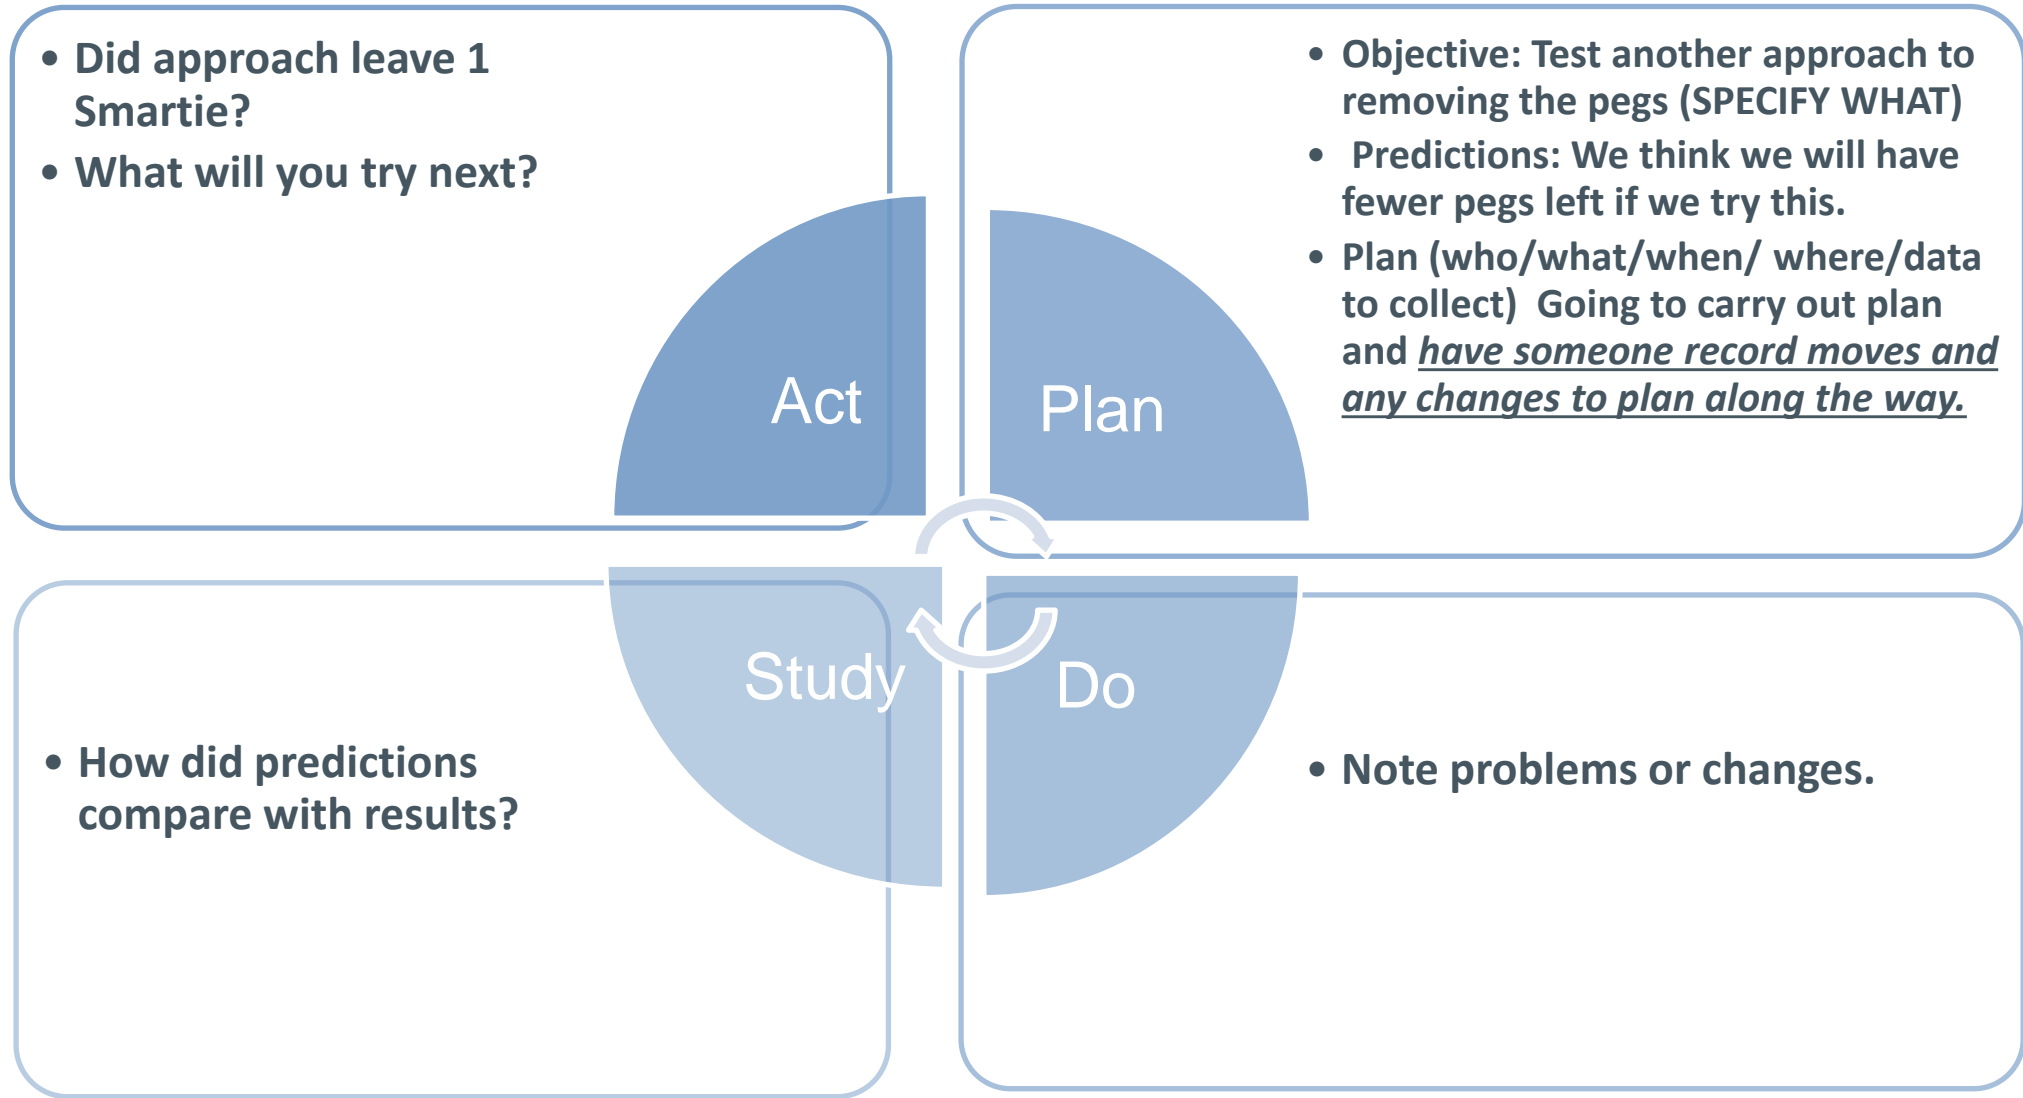 • Did approach leave 1
Smartie?
• What will you try next?
• Objective: Test another approach to
removing the pegs (SPECIFY WHAT)
• Predictions: We think we will have
fewer pegs left if we try this.
• Plan (who/what/when/ where/data
to collect) Going to carry out plan
and have someone record moves and
any changes to plan along the way.
Act
Plan
Study
Do
• How did predictions
compare with results?
• Note problems or changes.